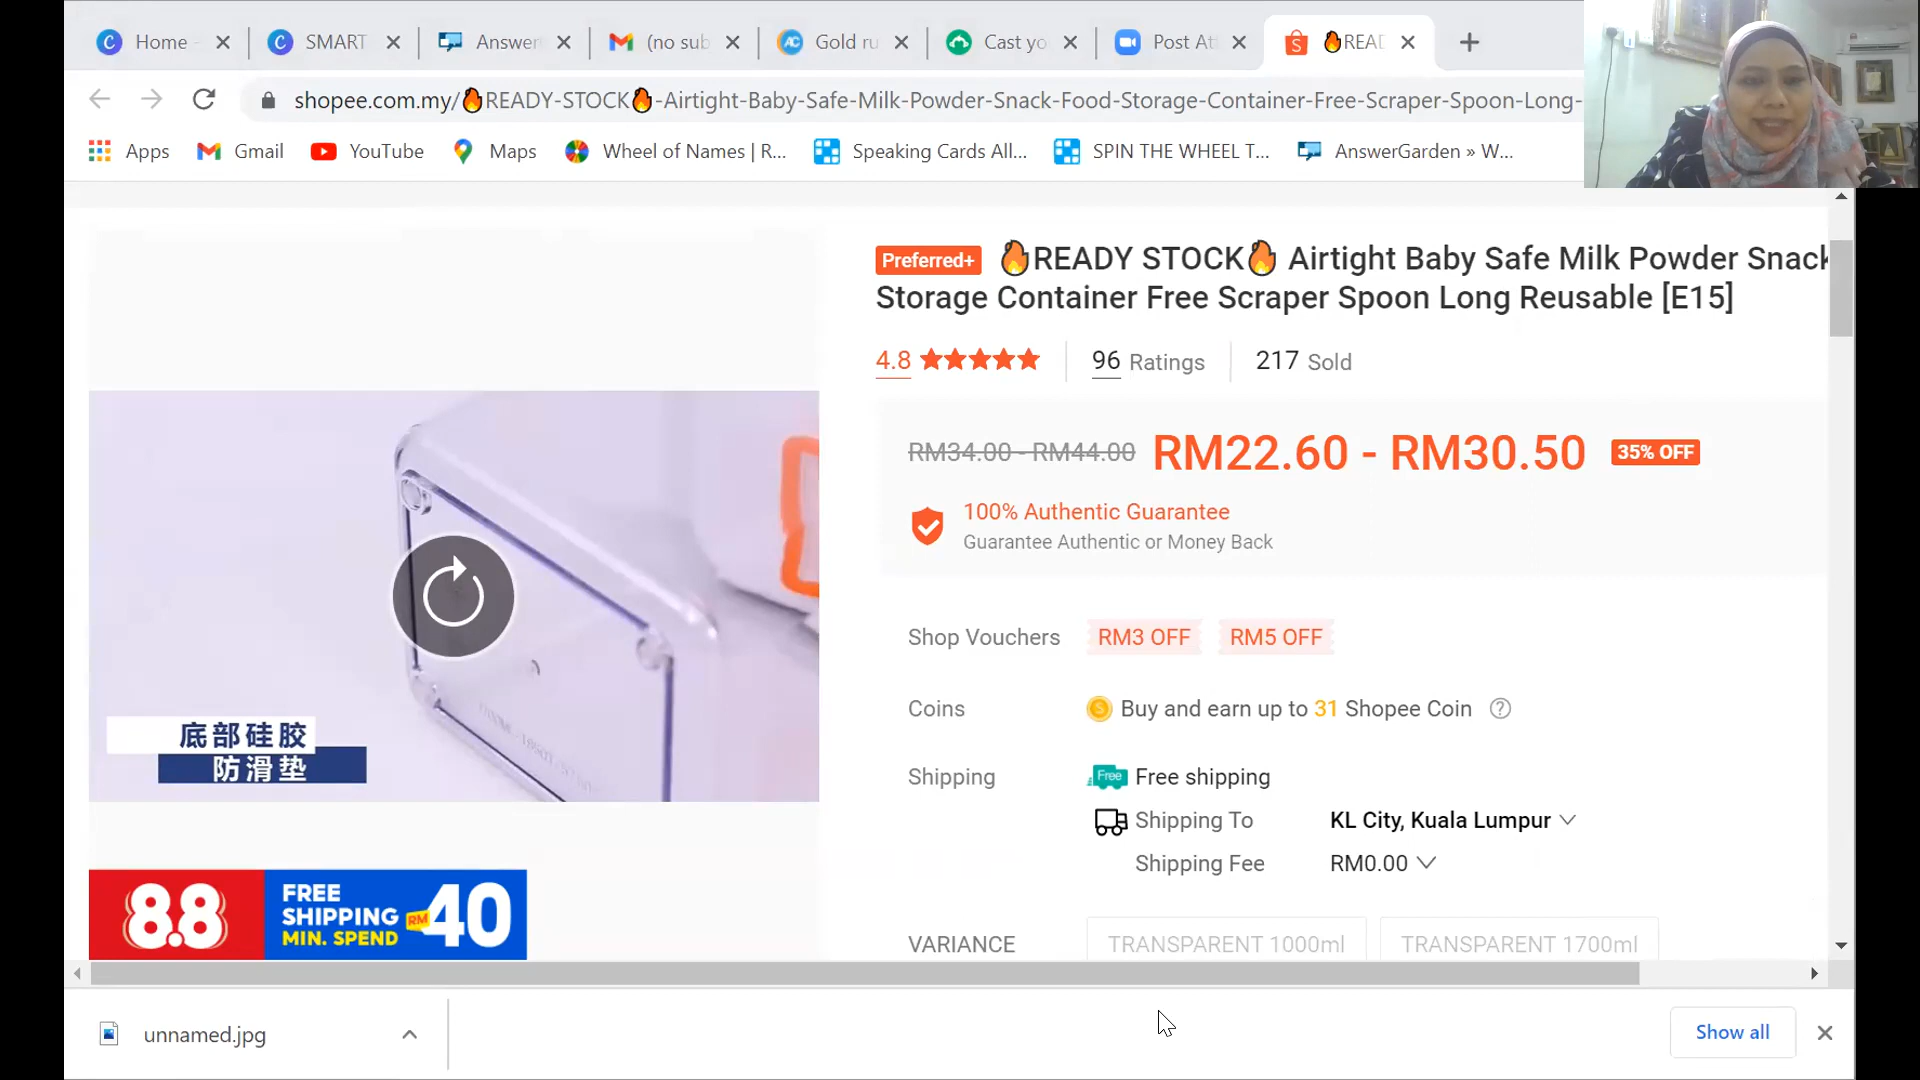 Home
SMART
Answer
(no sub
Gold ru
Cast yo
Post At
🔥READ
shopee.com.my/🔥READY-STOCK🔥-Airtight-Baby-Safe-Milk-Powder-Snack-Food-Storage-Container-Free-Scraper-Spoon-Long-
Apps
Gmail
YouTube
Maps
Wheel of Names | R...
Speaking Cards All...
SPIN THE WHEEL T...
AnswerGarden » W...
Preferred+ 🔥READY STOCK🔥 Airtight Baby Safe Milk Powder Snack
Storage Container Free Scraper Spoon Long Reusable [E15]
4.8
96 Ratings
217 Sold
RM34.00 - RM44.00 RM22.60 - RM30.50 35% OFF
100% Authentic Guarantee
Guarantee Authentic or Money Back
Shop Vouchers RM3 OFF RM5 OFF
Coins Buy and earn up to 31 Shopee Coin
Shipping Free Free shipping
Shipping To KL City, Kuala Lumpur
Shipping Fee RM0.00
VARIANCE TRANSPARENT 1000ml TRANSPARENT 1700ml
底部硅胶
防滑垫
8.8
FREE
SHIPPING
MIN. SPEND
RM40
unnamed.jpg
Show all